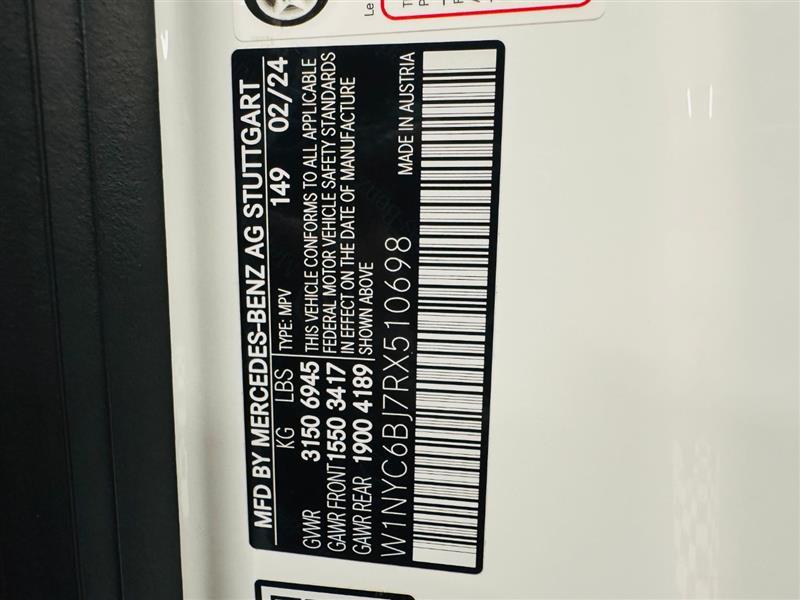 MFD BY MERCEDES-BENZ AG STUTTGART
KG LBS TYPE: MPV 149 02/24
GVWR 3150 6945
GAWR FRONT 1550 3417
GAWR REAR 1900 4189
THIS VEHICLE CONFORMS TO ALL APPLICABLE
FEDERAL MOTOR VEHICLE SAFETY STANDARDS
IN EFFECT ON THE DATE OF MANUFACTURE
SHOWN ABOVE
W1NYC6BJ7RX510698 MADE IN AUSTRIA
Le